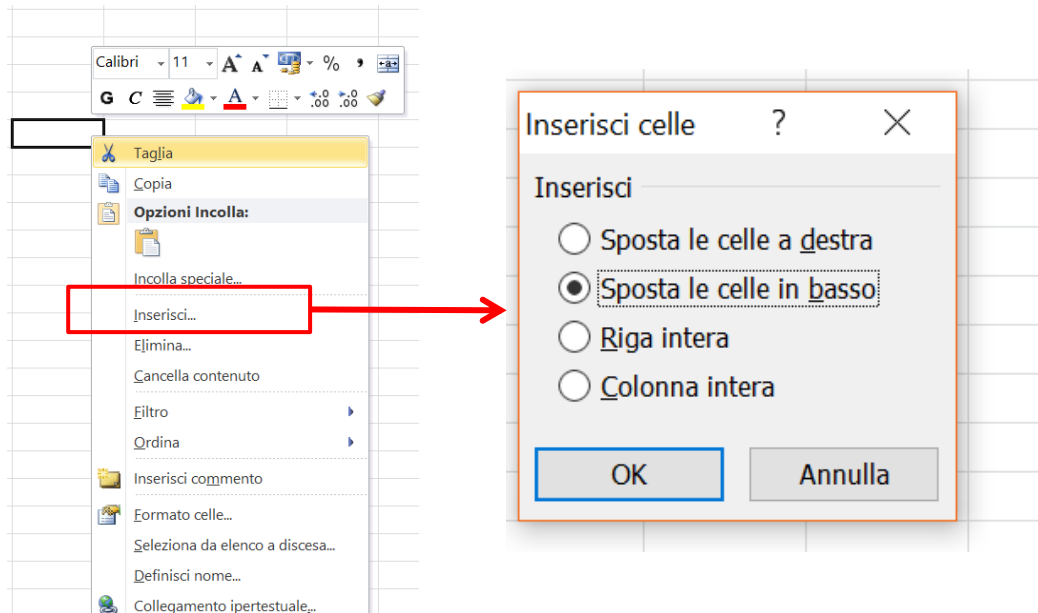 Calibri 11 A A % , a
G C A ,00 ,00
Taglia
Copia
Opzioni Incolla:
Incolla speciale...
Inserisci...
Elimina...
Cancella contenuto
Filtro
Ordina
Inserisci commento
Formato celle...
Seleziona da elenco a discesa...
Definisci nome...
Collegamento ipertestuale...
Inserisci celle ?
Inserisci
Sposta le celle a destra
Sposta le celle in basso
Riga intera
Colonna intera
OK Annulla